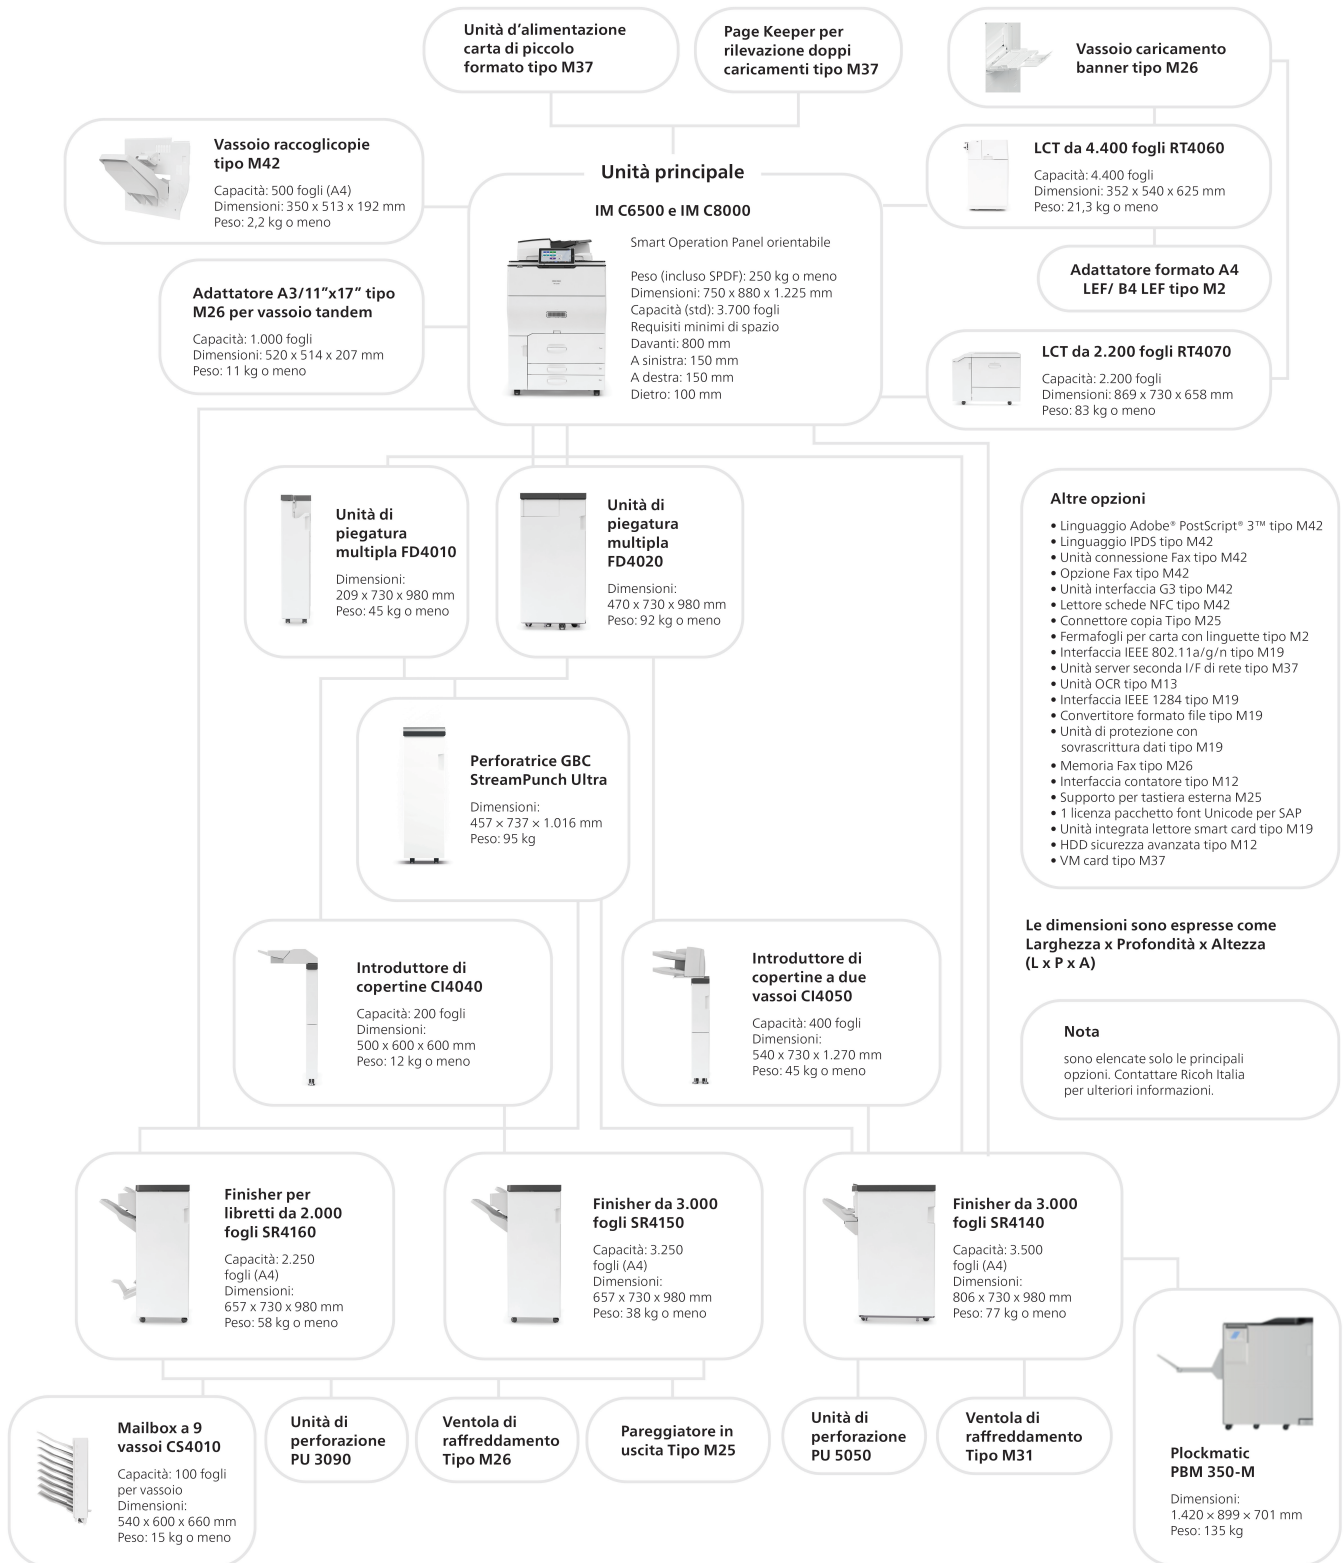 Unità d’alimentazione
carta di piccolo
formato tipo M37
Page Keeper per
rilevazione doppi
caricamenti tipo M37
Vassoio caricamento
banner tipo M26
Vassoio raccoglicopie
tipo M42
Capacità: 500 fogli (A4)
Dimensioni: 350 x 513 x 192 mm
Peso: 2,2 kg o meno
Adattatore A3/11”x17” tipo
M26 per vassoio tandem
Capacità: 1.000 fogli
Dimensioni: 520 x 514 x 207 mm
Peso: 11 kg o meno
Unità principale
IM C6500 e IM C8000
Smart Operation Panel orientabile
Peso (incluso SPDF): 250 kg o meno
Dimensioni: 750 x 880 x 1.225 mm
Capacità (std): 3.700 fogli
Requisiti minimi di spazio
Davanti: 800 mm
A sinistra: 150 mm
A destra: 150 mm
Dietro: 100 mm
LCT da 4.400 fogli RT4060
Capacità: 4.400 fogli
Dimensioni: 352 x 540 x 625 mm
Peso: 21,3 kg o meno
Adattatore formato A4
LEF/ B4 LEF tipo M2
LCT da 2.200 fogli RT4070
Capacità: 2.200 fogli
Dimensioni: 869 x 730 x 658 mm
Peso: 83 kg o meno
Unità di
piegatura
multipla FD4010
Dimensioni:
209 x 730 x 980 mm
Peso: 45 kg o meno
Unità di
piegatura
multipla
FD4020
Dimensioni:
470 x 730 x 980 mm
Peso: 92 kg o meno
Altre opzioni
• Linguaggio Adobe® PostScript® 3™ tipo M42
• Linguaggio IPDS tipo M42
• Unità connessione Fax tipo M42
• Opzione Fax tipo M42
• Unità interfaccia G3 tipo M42
• Lettore schede NFC tipo M42
• Connettore copia Tipo M25
• Fermafogli per carta con linguette tipo M2
• Interfaccia IEEE 802.11a/g/n tipo M19
• Unità server seconda I/F di rete tipo M37
• Unità OCR tipo M13
• Interfaccia IEEE 1284 tipo M19
• Convertitore formato file tipo M19
• Unità di protezione con
sovrascrittura dati tipo M19
• Memoria Fax tipo M26
• Interfaccia contatore tipo M12
• Supporto per tastiera esterna M25
• 1 licenza pacchetto font Unicode per SAP
• Unità integrata lettore smart card tipo M19
• HDD sicurezza avanzata tipo M12
• VM card tipo M37
Perforatrice GBC
StreamPunch Ultra
Dimensioni:
457 × 737 × 1.016 mm
Peso: 95 kg
Introduttore di
copertine CI4040
Capacità: 200 fogli
Dimensioni:
500 x 600 x 600 mm
Peso: 12 kg o meno
Introduttore di
copertine a due
vassoi CI4050
Capacità: 400 fogli
Dimensioni:
540 x 730 x 1.270 mm
Peso: 45 kg o meno
Le dimensioni sono espresse come
Larghezza x Profondità x Altezza
(L x P x A)
Nota
sono elencate solo le principali
opzioni. Contattare Ricoh Italia
per ulteriori informazioni.
Finisher per
libretti da 2.000
fogli SR4160
Capacità: 2.250
fogli (A4)
Dimensioni:
657 x 730 x 980 mm
Peso: 58 kg o meno
Finisher da 3.000
fogli SR4150
Capacità: 3.250
fogli (A4)
Dimensioni:
657 x 730 x 980 mm
Peso: 38 kg o meno
Finisher da 3.000
fogli SR4140
Capacità: 3.500
fogli (A4)
Dimensioni:
806 x 730 x 980 mm
Peso: 77 kg o meno
Mailbox a 9
vassoi CS4010
Capacità: 100 fogli
per vassoio
Dimensioni:
540 x 600 x 660 mm
Peso: 15 kg o meno
Unità di
perforazione
PU 3090
Ventola di
raffreddamento
Tipo M26
Pareggiatore in
uscita Tipo M25
Unità di
perforazione
PU 5050
Ventola di
raffreddamento
Tipo M31
Plockmatic
PBM 350-M
Dimensioni:
1.420 × 899 × 701 mm
Peso: 135 kg